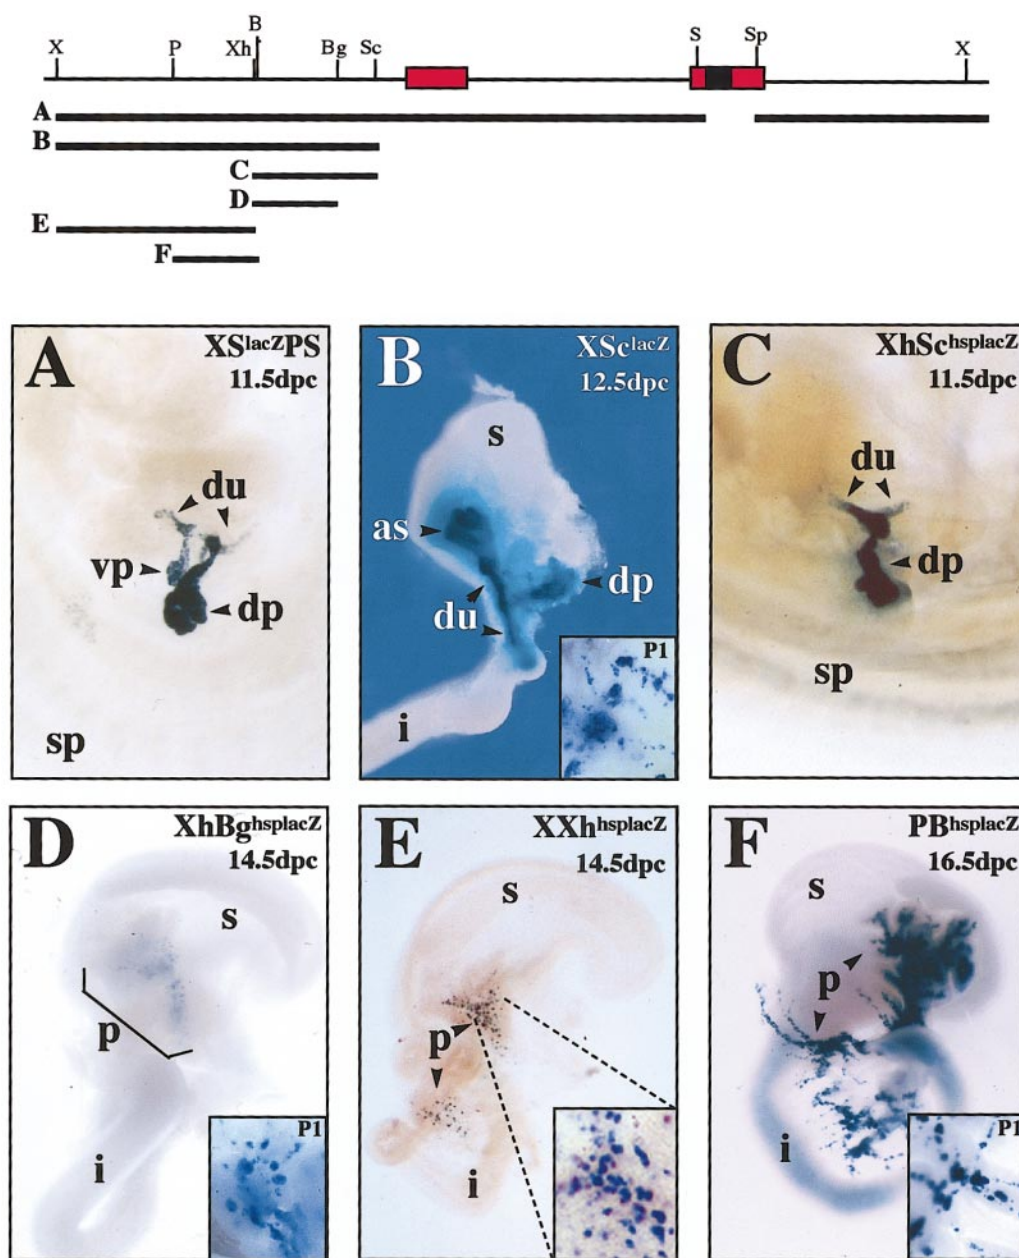 B
X P Xh Bg Sc S Sp X
A
B
C
D
E
F
A XSlacZPS
11.5dpc
du
vp
dp
sp
B XSclacZ
12.5dpc
s
as
dp
du
P1
i
C XhSchsplacZ
11.5dpc
du
dp
sp
D XhBghsplacZ
14.5dpc
s
p
P1
i
E XXhhsplacZ
14.5dpc
s
p
i
F PBhsplacZ
16.5dpc
s
p
P1
i